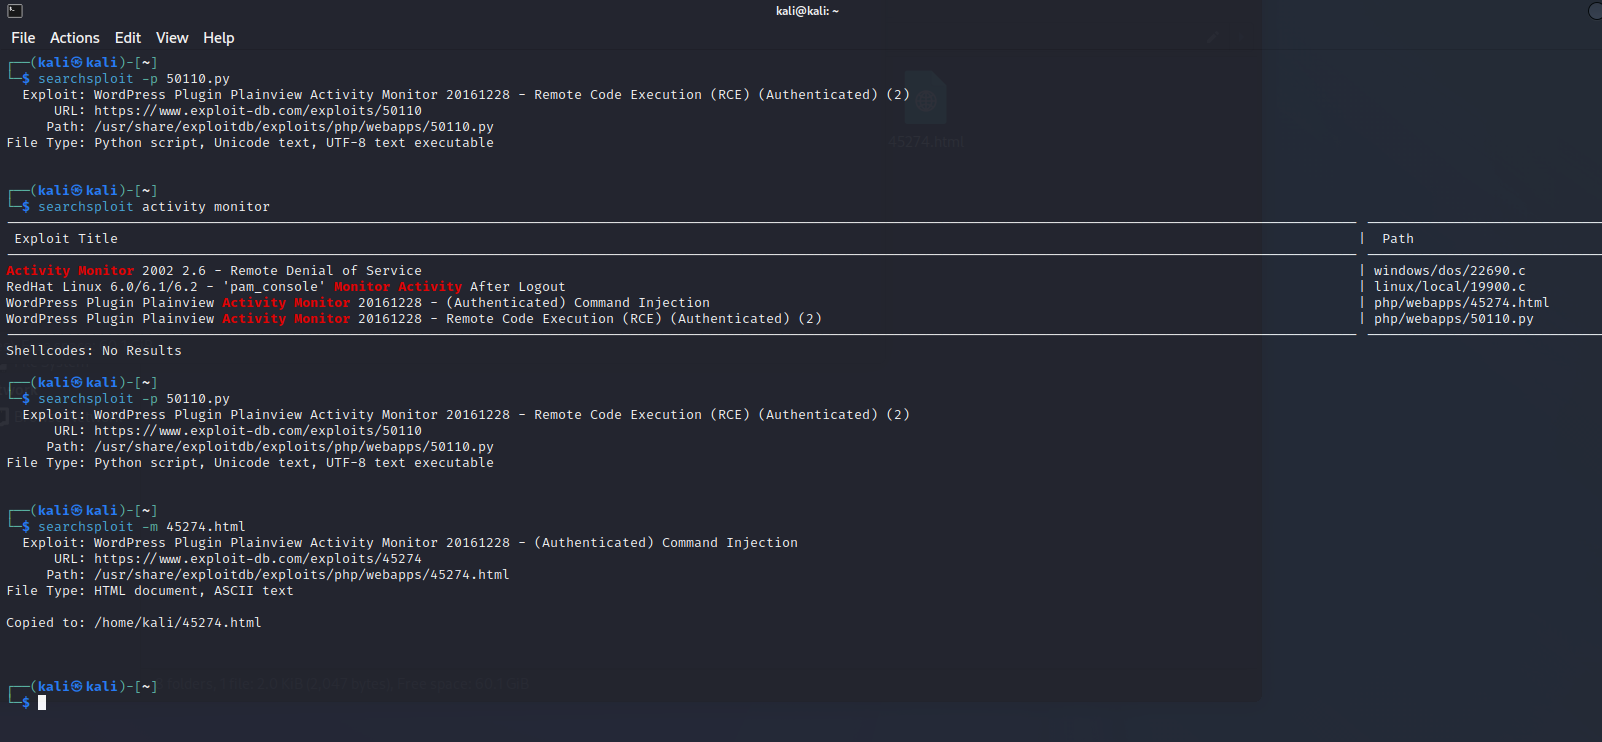 kali@kali: ~
File Actions Edit View Help
┌──(kali㉿kali)-[~]
└─$ searchsploit -p 50110.py
  Exploit: WordPress Plugin Plainview Activity Monitor 20161228 - Remote Code Execution (RCE) (Authenticated) (2)
      URL: https://www.exploit-db.com/exploits/50110
     Path: /usr/share/exploitdb/exploits/php/webapps/50110.py
File Type: Python script, Unicode text, UTF-8 text executable
┌──(kali㉿kali)-[~]
└─$ searchsploit activity monitor
 Exploit Title | Path
Activity Monitor 2002 2.6 - Remote Denial of Service | windows/dos/22690.c
RedHat Linux 6.0/6.1/6.2 - 'pam_console' Monitor Activity After Logout | linux/local/19900.c
WordPress Plugin Plainview Activity Monitor 20161228 - (Authenticated) Command Injection | php/webapps/45274.html
WordPress Plugin Plainview Activity Monitor 20161228 - Remote Code Execution (RCE) (Authenticated) (2) | php/webapps/50110.py
Shellcodes: No Results
┌──(kali㉿kali)-[~]
└─$ searchsploit -p 50110.py
  Exploit: WordPress Plugin Plainview Activity Monitor 20161228 - Remote Code Execution (RCE) (Authenticated) (2)
      URL: https://www.exploit-db.com/exploits/50110
     Path: /usr/share/exploitdb/exploits/php/webapps/50110.py
File Type: Python script, Unicode text, UTF-8 text executable
┌──(kali㉿kali)-[~]
└─$ searchsploit -m 45274.html
  Exploit: WordPress Plugin Plainview Activity Monitor 20161228 - (Authenticated) Command Injection
      URL: https://www.exploit-db.com/exploits/45274
     Path: /usr/share/exploitdb/exploits/php/webapps/45274.html
File Type: HTML document, ASCII text
Copied to: /home/kali/45274.html
┌──(kali㉿kali)-[~]
└─$
45274.html